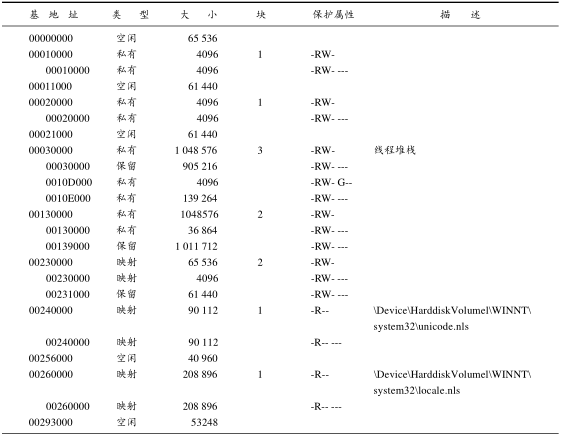 基 地 址 类 型 大 小 块 保护属性 描 述
00000000 空闲 65 536
00010000 私有 4096 1 -RW-
00010000 私有 4096 -RW- ---
00011000 空闲 61 440
00020000 私有 4096 1 -RW-
00020000 私有 4096 -RW- ---
00021000 空闲 61 440
00030000 私有 1 048 576 3 -RW- 线程堆栈
00030000 保留 905 216 -RW- ---
0010D000 私有 4096 -RW- G--
0010E000 私有 139 264 -RW- ---
00130000 私有 1048576 2 -RW-
00130000 私有 36 864 -RW- ---
00139000 保留 1 011 712 -RW- ---
00230000 映射 65 536 2 -RW-
00230000 映射 4096 -RW- ---
00231000 保留 61 440 -RW- ---
00240000 映射 90 112 1 -R-- \Device\HarddiskVolumel\WINNT\
system32\unicode.nls
00240000 映射 90 112 -R-- ---
00256000 空闲 40 960
00260000 映射 208 896 1 -R-- \Device\HarddiskVolumel\WINNT\
system32\locale.nls
00260000 映射 208 896 -R-- ---
00293000 空闲 53248